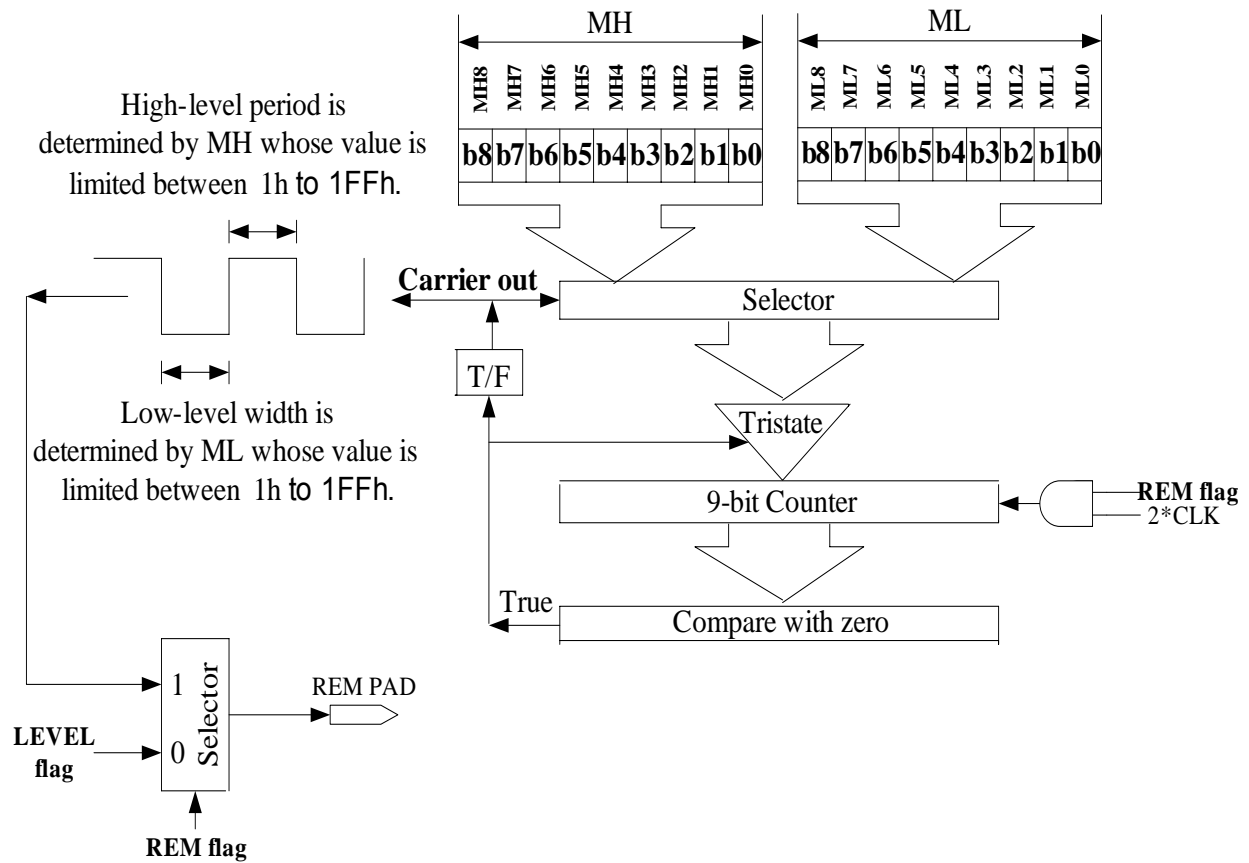 MH
ML
MH8 MH7 MH6 MH5 MH4 MH3 MH2 MH1 MH0
ML8 ML7 ML6 ML5 ML4 ML3 ML2 ML1 ML0
b8 b7 b6 b5 b4 b3 b2 b1 b0
b8 b7 b6 b5 b4 b3 b2 b1 b0
High-level period is
determined by MH whose value is
limited between 1h to 1FFh.
Carrier out
Selector
T/F
Tristate
Low-level width is
determined by ML whose value is
limited between 1h to 1FFh.
9-bit Counter
REM flag
2*CLK
True
Compare with zero
1
0
Selector
REM PAD
LEVEL
flag
REM flag